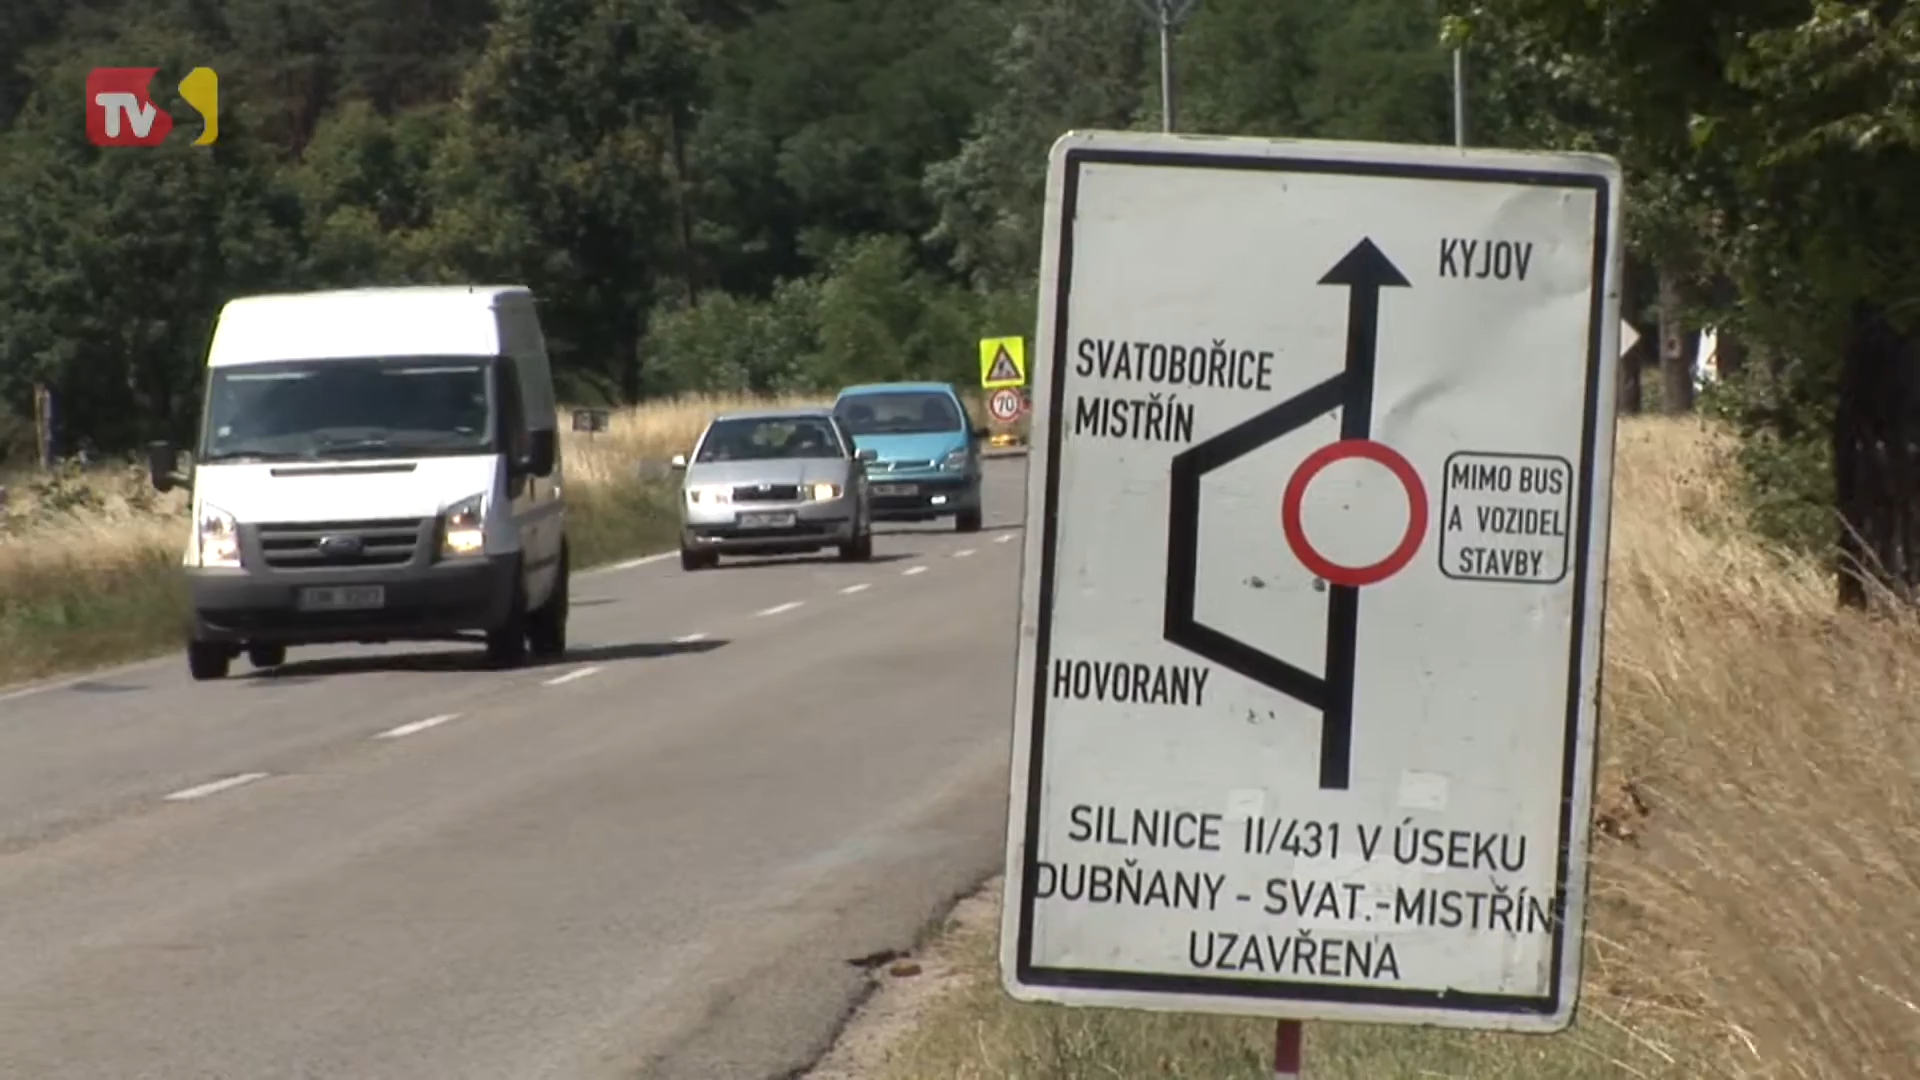 TV
KYJOV
SVATOBOŘICE
MISTŘÍN
70
MIMO BUS
A VOZIDEL
STAVBY
HOVORANY
SILNICE II/431 V ÚSEKU
DUBŇANY - SVAT.-MISTŘÍN
UZAVŘENA